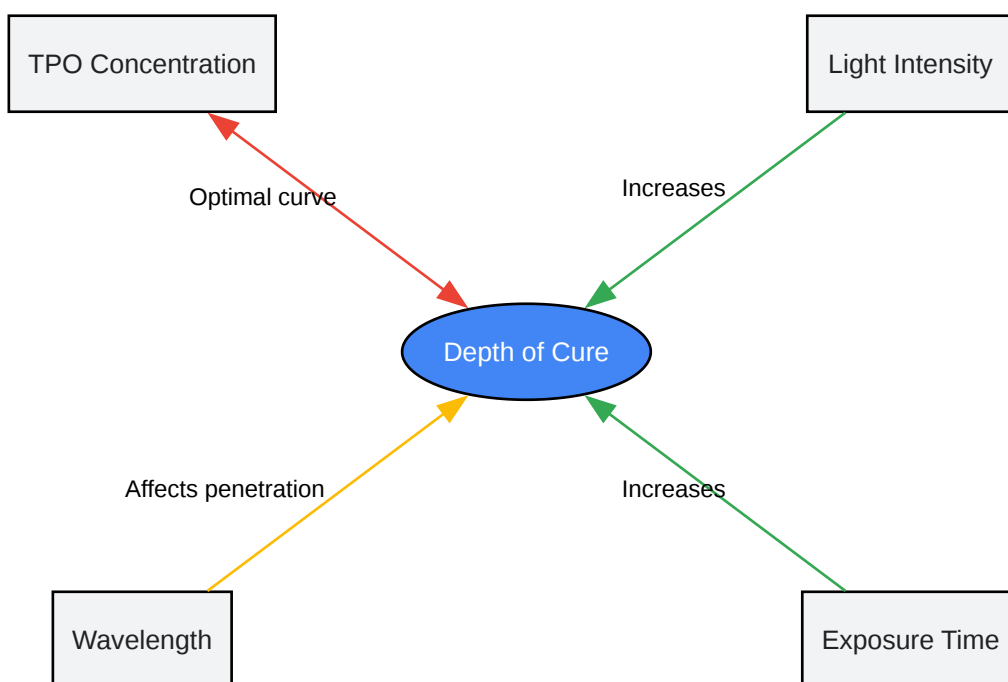 TPO Concentration
Light Intensity
Optimal curve
Increases
Depth of Cure
Affects penetration
Increases
Wavelength
Exposure Time